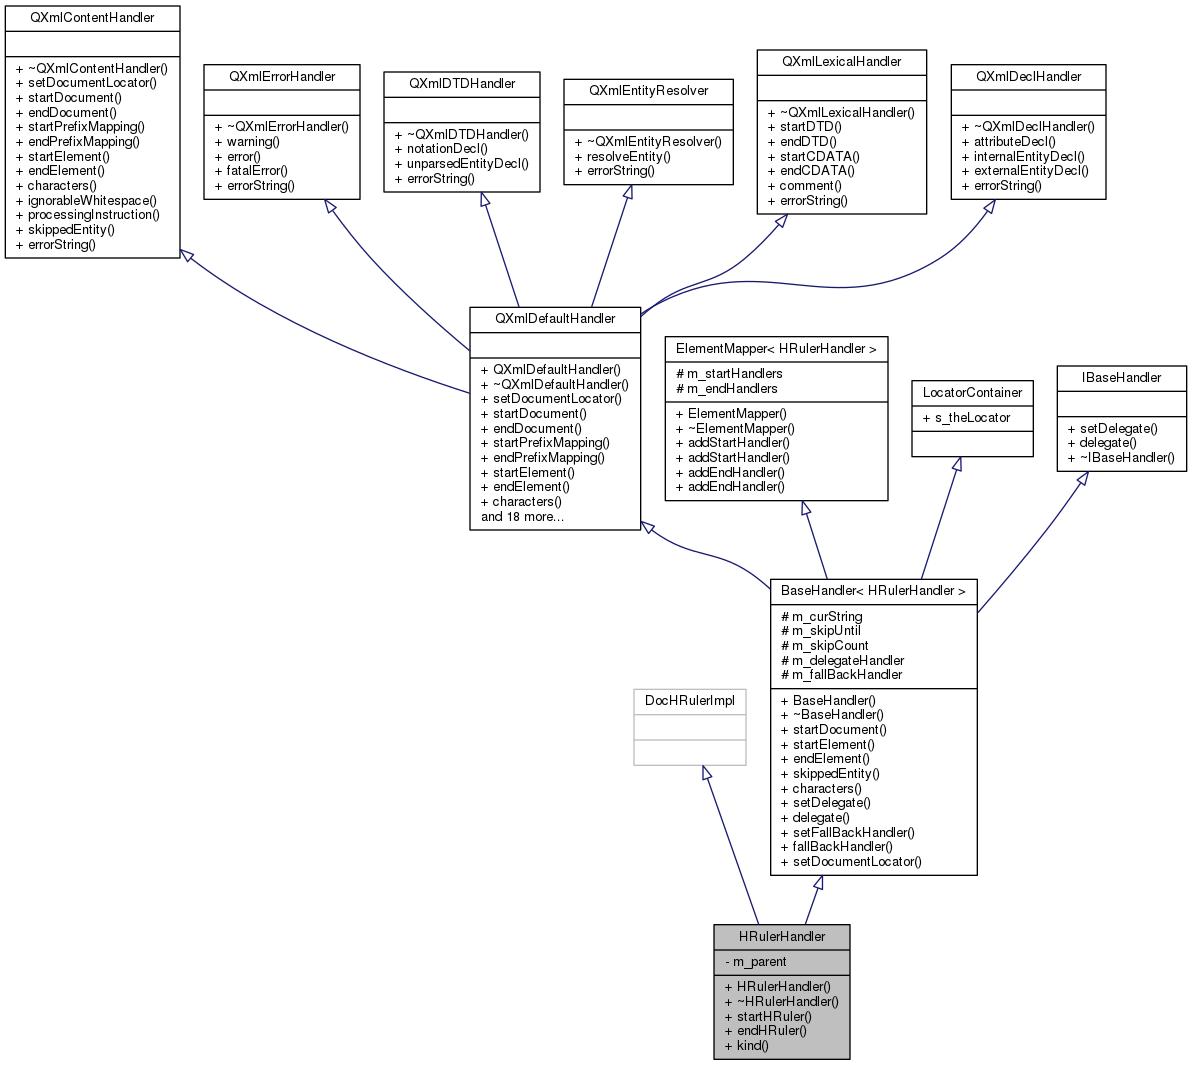 QXmlContentHandler
+ ~QXmlContentHandler()
+ setDocumentLocator()
+ startDocument()
+ endDocument()
+ startPrefixMapping()
+ endPrefixMapping()
+ startElement()
+ endElement()
+ characters()
+ ignorableWhitespace()
+ processingInstruction()
+ skippedEntity()
+ errorString()
QXmlErrorHandler
+ ~QXmlErrorHandler()
+ warning()
+ error()
+ fatalError()
+ errorString()
QXmlDTDHandler
+ ~QXmlDTDHandler()
+ notationDecl()
+ unparsedEntityDecl()
+ errorString()
QXmlEntityResolver
+ ~QXmlEntityResolver()
+ resolveEntity()
+ errorString()
QXmlLexicalHandler
+ ~QXmlLexicalHandler()
+ startDTD()
+ endDTD()
+ startCDATA()
+ endCDATA()
+ comment()
+ errorString()
QXmlDeclHandler
+ ~QXmlDeclHandler()
+ attributeDecl()
+ internalEntityDecl()
+ externalEntityDecl()
+ errorString()
QXmlDefaultHandler
+ QXmlDefaultHandler()
+ ~QXmlDefaultHandler()
+ setDocumentLocator()
+ startDocument()
+ endDocument()
+ startPrefixMapping()
+ endPrefixMapping()
+ startElement()
+ endElement()
+ characters()
and 18 more...
ElementMapper< HRulerHandler >
# m_startHandlers
# m_endHandlers
+ ElementMapper()
+ ~ElementMapper()
+ addStartHandler()
+ addStartHandler()
+ addEndHandler()
+ addEndHandler()
LocatorContainer
+ s_theLocator
IBaseHandler
+ setDelegate()
+ delegate()
+ ~IBaseHandler()
BaseHandler< HRulerHandler >
# m_curString
# m_skipUntil
# m_skipCount
# m_delegateHandler
# m_fallBackHandler
+ BaseHandler()
+ ~BaseHandler()
+ startDocument()
+ startElement()
+ endElement()
+ skippedEntity()
+ characters()
+ setDelegate()
+ delegate()
+ setFallBackHandler()
+ fallBackHandler()
+ setDocumentLocator()
DocHRulerImpl
HRulerHandler
- m_parent
+ HRulerHandler()
+ ~HRulerHandler()
+ startHRuler()
+ endHRuler()
+ kind()